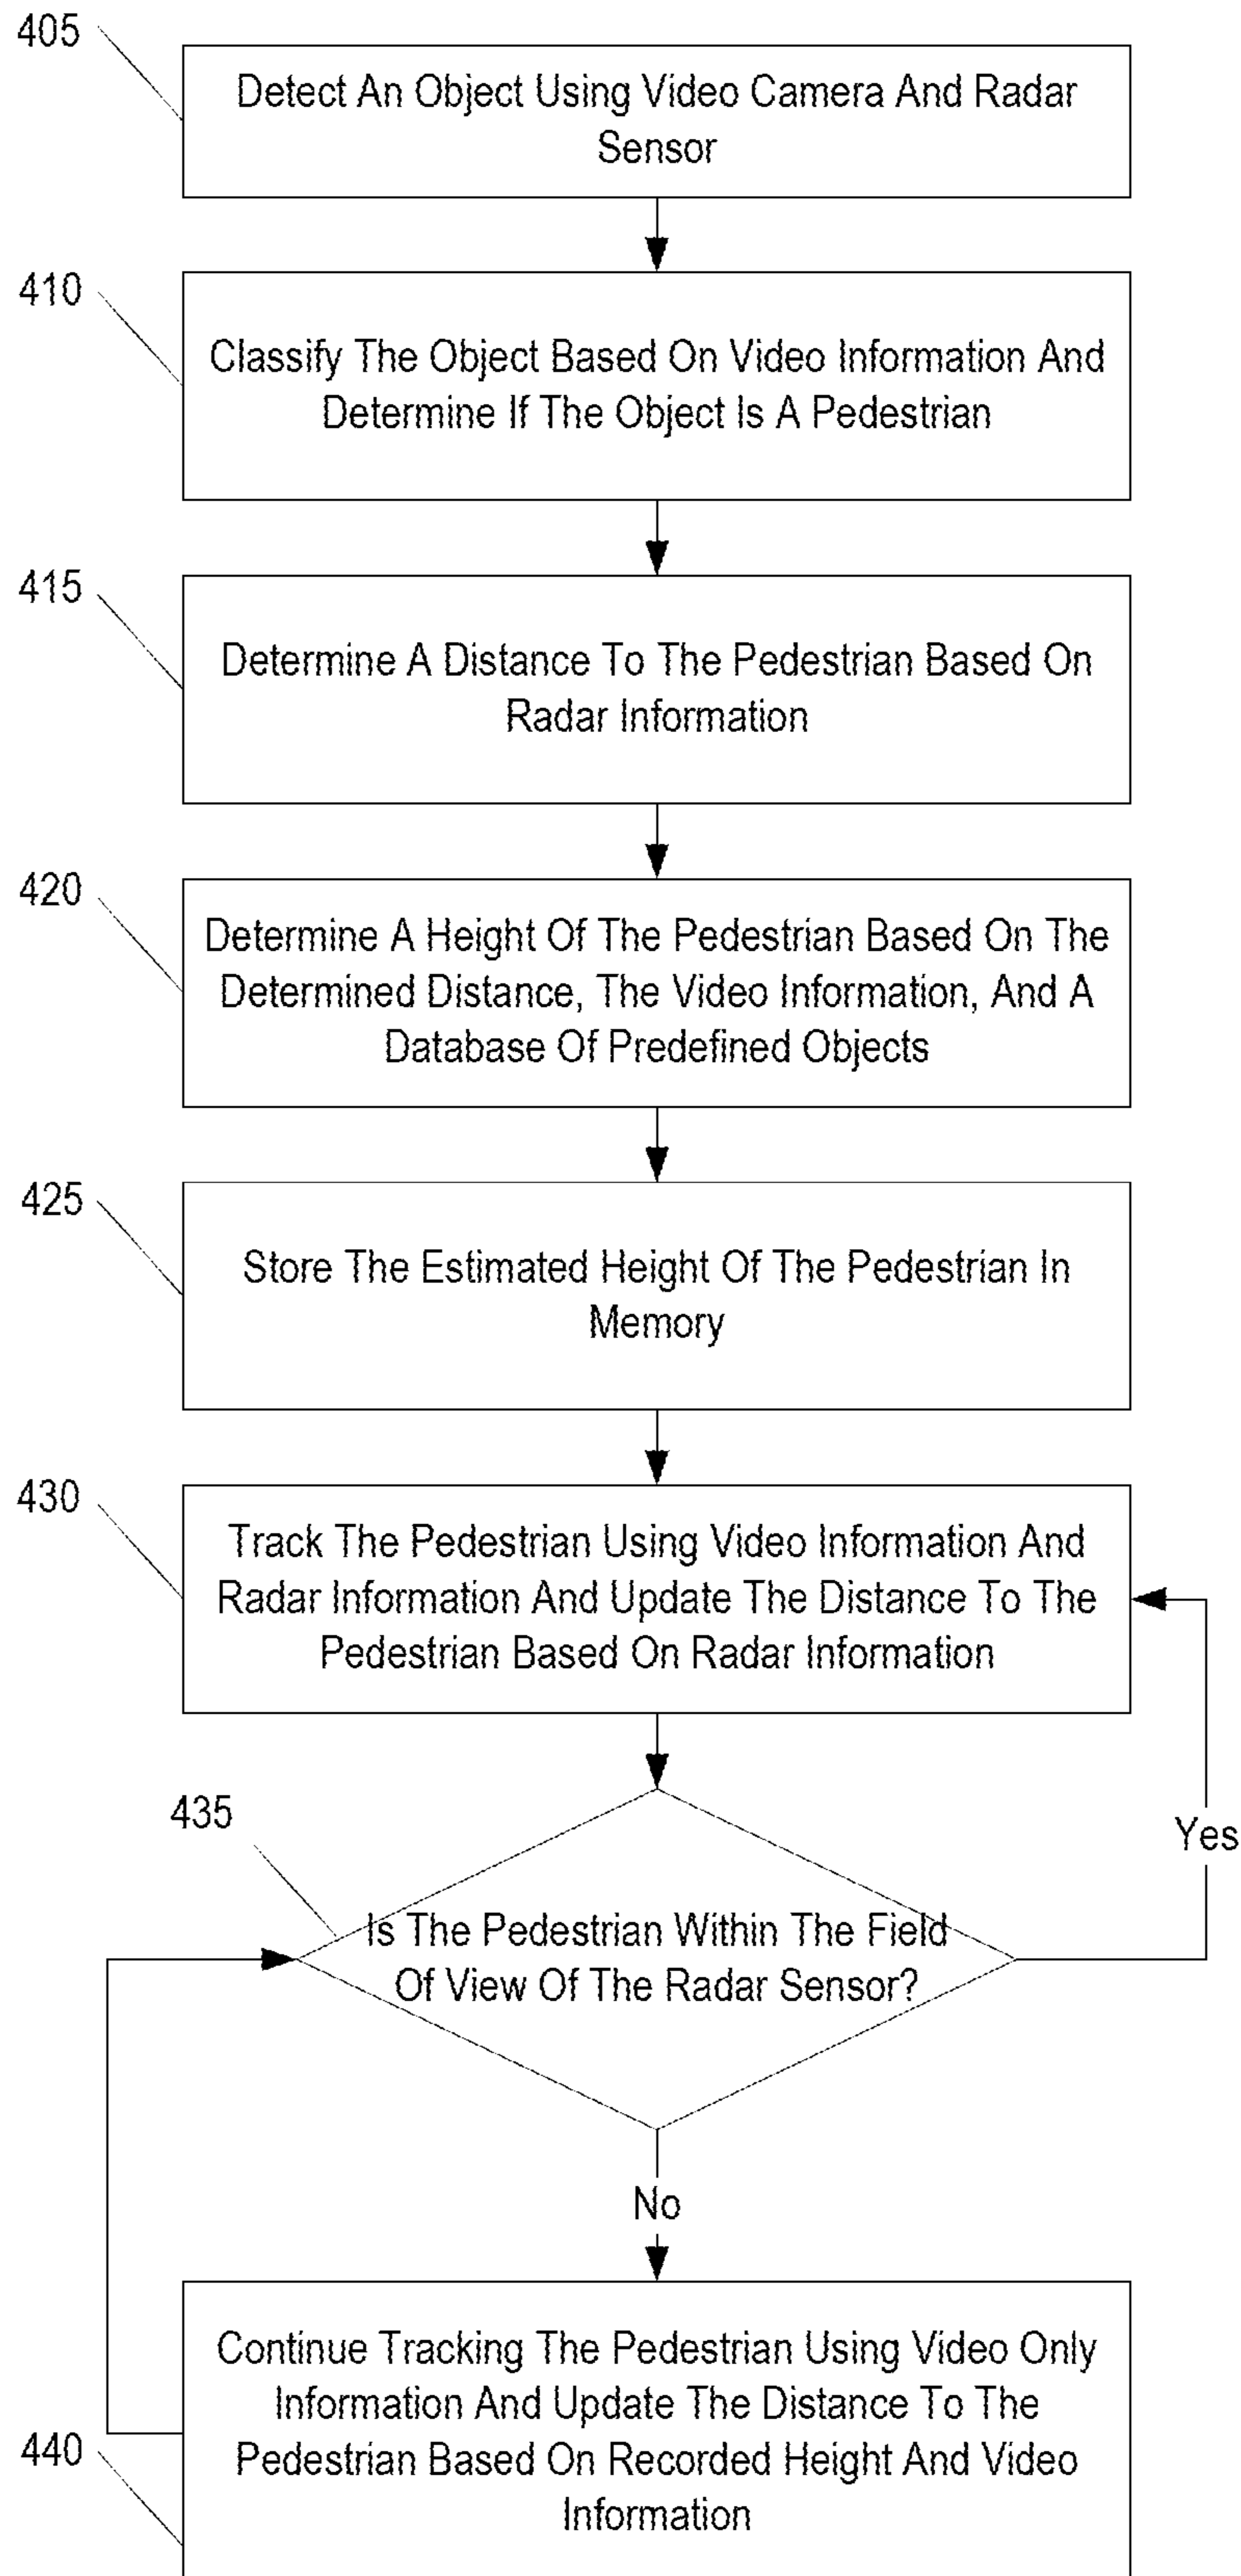 405
Detect An Object Using Video Camera And Radar
Sensor
410
Classify The Object Based On Video Information And
Determine If The Object Is A Pedestrian
415
Determine A Distance To The Pedestrian Based On
Radar Information
420
Determine A Height Of The Pedestrian Based On The
Determined Distance, The Video Information, And A
Database Of Predefined Objects
425
Store The Estimated Height Of The Pedestrian In
Memory
430
Track The Pedestrian Using Video Information And
Radar Information And Update The Distance To The
Pedestrian Based On Radar Information
435
Is The Pedestrian Within The Field
Of View Of The Radar Sensor?
Yes
No
Continue Tracking The Pedestrian Using Video Only
Information And Update The Distance To The
Pedestrian Based On Recorded Height And Video
Information
440